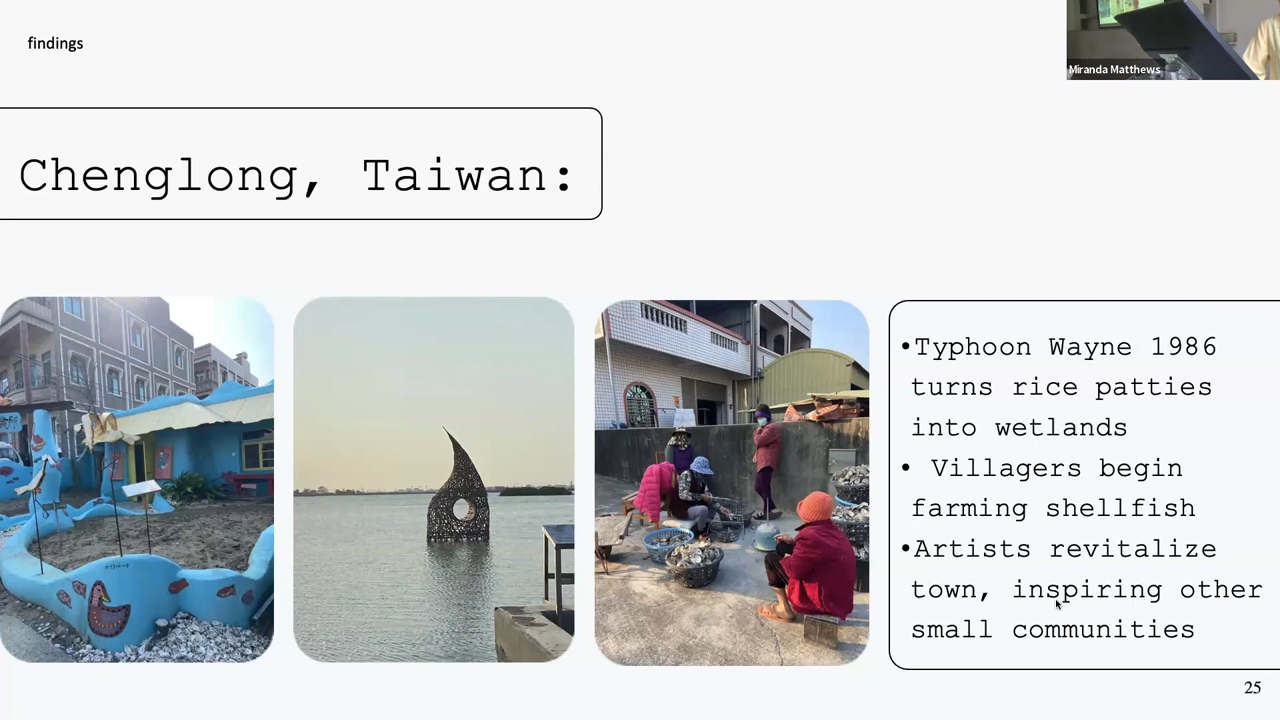 findings
Miranda Matthews
Chenglong, Taiwan:
•Typhoon Wayne 1986
turns rice patties
into wetlands
• Villagers begin
farming shellfish
•Artists revitalize
town, inspiring other
small communities
25